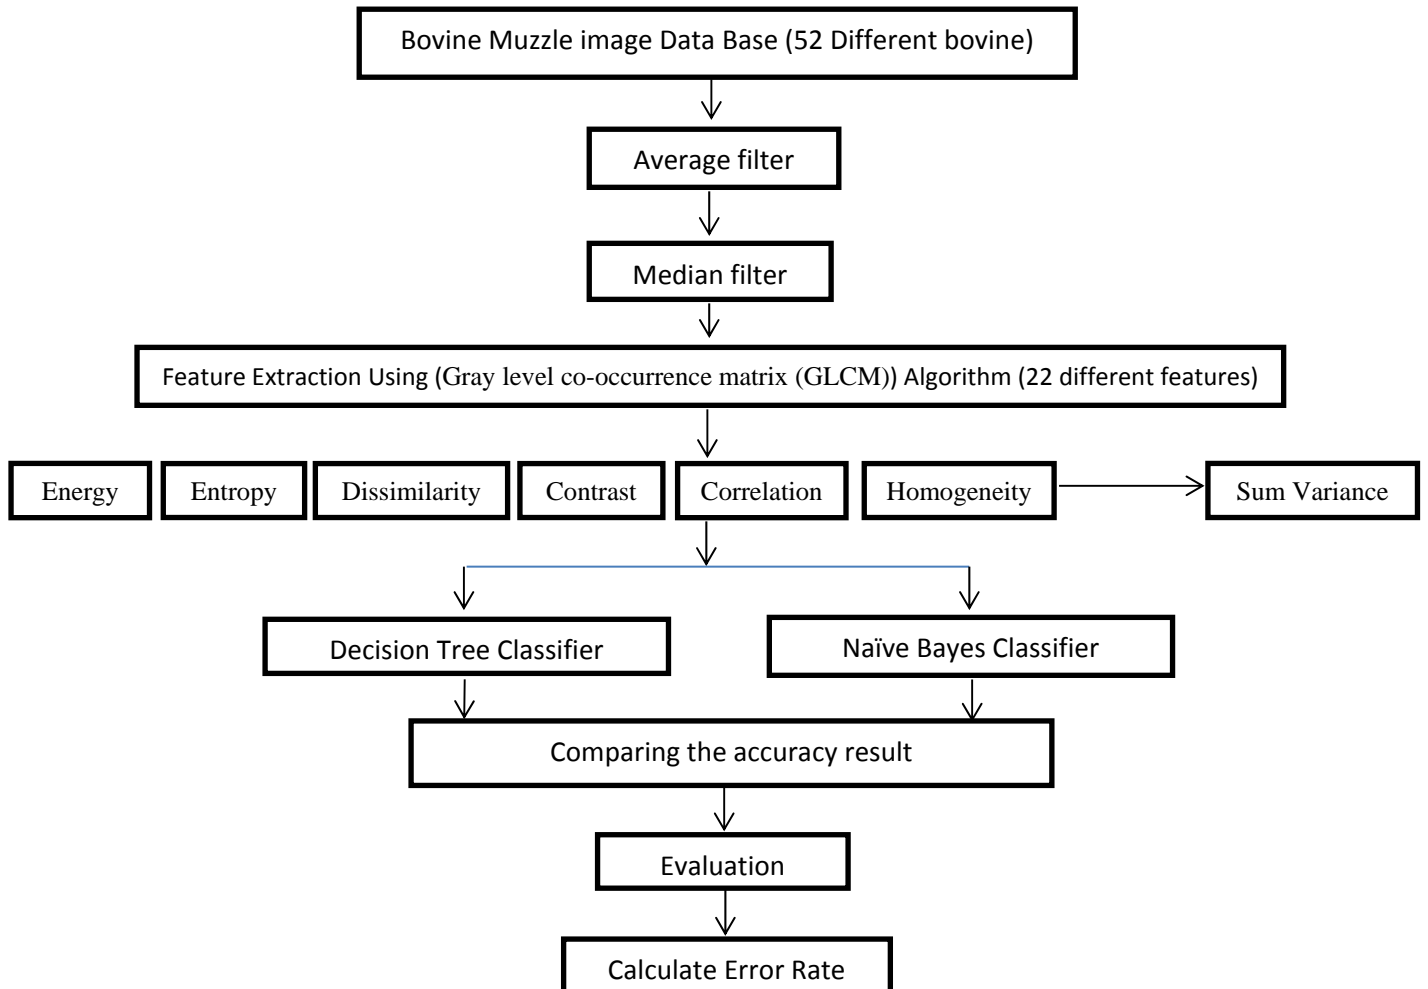 Bovine Muzzle image Data Base (52 Different bovine)
Average filter
Median filter
Feature Extraction Using (Gray level co-occurrence matrix (GLCM)) Algorithm (22 different features)
Energy
Entropy
Dissimilarity
Contrast
Correlation
Homogeneity
Sum Variance
Decision Tree Classifier
Naïve Bayes Classifier
Comparing the accuracy result
Evaluation
Calculate Error Rate